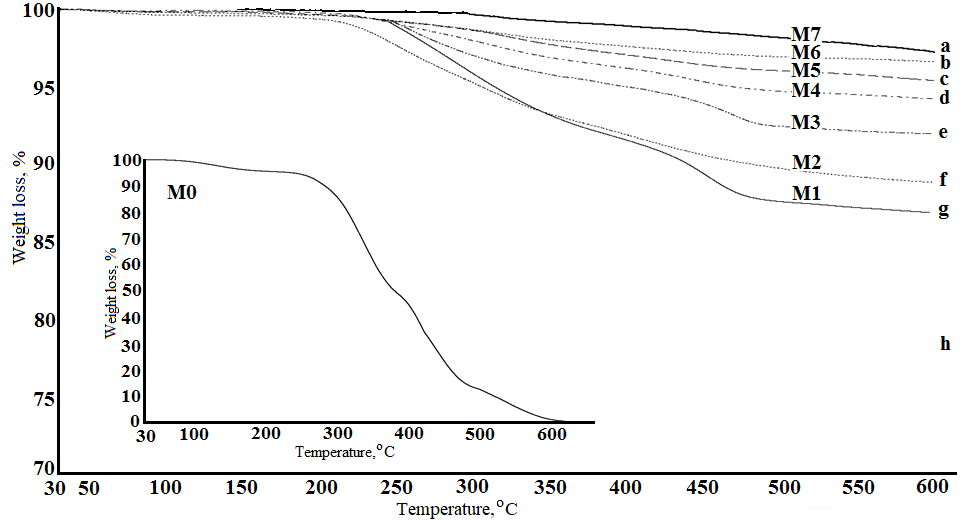 100
95
90
85
80
75
70
Weight loss, %
M7
M6
M5
M4
M3
M2
M1
a
b
c
d
e
f
g
h
M0
100
90
80
70
60
50
40
30
20
10
0
Weight loss, %
30 100 200 300 400 500 600
Temperature,°C
30 50 100 150 200 250 300 350 400 450 500 550 600
Temperature,°C